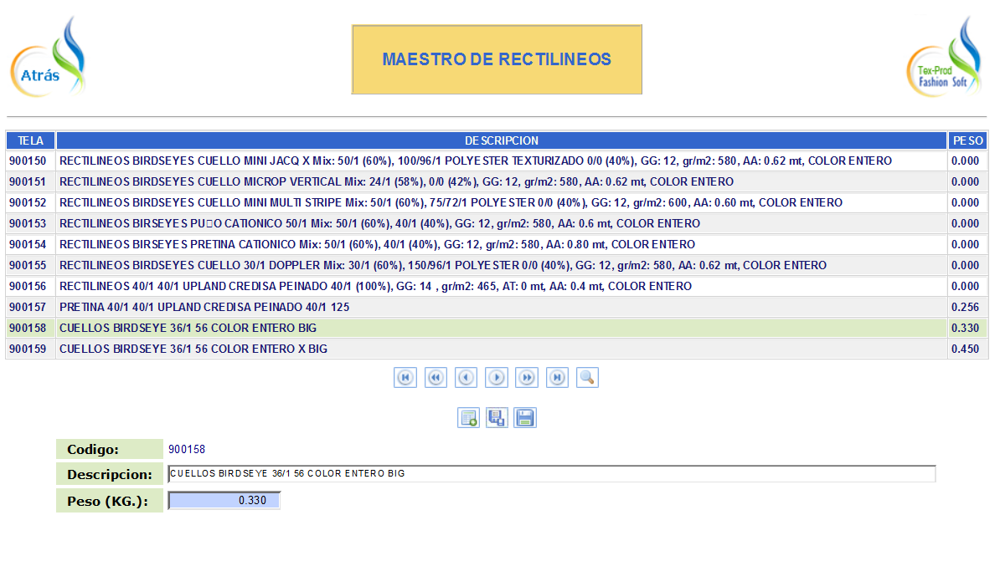 Atrás
MAESTRO DE RECTILINEOS
Tex-Prod
Fashion Soft
TELA DESCRIPCION PESO
900150 RECTILINEOS BIRDSEYES CUELLO MINI JACQ X Mix: 50/1 (60%), 100/96/1 POLYESTER TEXTURIZADO 0/0 (40%), GG: 12, gr/m2: 580, AA: 0.62 mt, COLOR ENTERO 0.000
900151 RECTILINEOS BIRDSEYES CUELLO MICROP VERTICAL Mix: 24/1 (58%), 0/0 (42%), GG: 12, gr/m2: 580, AA: 0.62 mt, COLOR ENTERO 0.000
900152 RECTILINEOS BIRDSEYES CUELLO MINI MULTI STRIPE Mix: 50/1 (60%), 75/72/1 POLYESTER 0/0 (40%), GG: 12, gr/m2: 600, AA: 0.60 mt, COLOR ENTERO 0.000
900153 RECTILINEOS BIRSEYES PU□O CATIONICO 50/1 Mix: 50/1 (60%), 40/1 (40%), GG: 12, gr/m2: 580, AA: 0.6 mt, COLOR ENTERO 0.000
900154 RECTILINEOS BIRSEYES PRETINA CATIONICO Mix: 50/1 (60%), 40/1 (40%), GG: 12, gr/m2: 580, AA: 0.80 mt, COLOR ENTERO 0.000
900155 RECTILINEOS BIRDSEYES CUELLO 30/1 DOPPLER Mix: 30/1 (60%), 150/96/1 POLYESTER 0/0 (40%), GG: 12, gr/m2: 580, AA: 0.62 mt, COLOR ENTERO 0.000
900156 RECTILINEOS 40/1 40/1 UPLAND CREDISA PEINADO 40/1 (100%), GG: 14 , gr/m2: 465, AT: 0 mt, AA: 0.4 mt, COLOR ENTERO 0.000
900157 PRETINA 40/1 40/1 UPLAND CREDISA PEINADO 40/1 125 0.256
900158 CUELLOS BIRDSEYE 36/1 56 COLOR ENTERO BIG 0.330
900159 CUELLOS BIRDSEYE 36/1 56 COLOR ENTERO X BIG 0.450
Codigo: 900158
Descripcion: CUELLOS BIRDSEYE 36/1 56 COLOR ENTERO BIG
Peso (KG.): 0.330